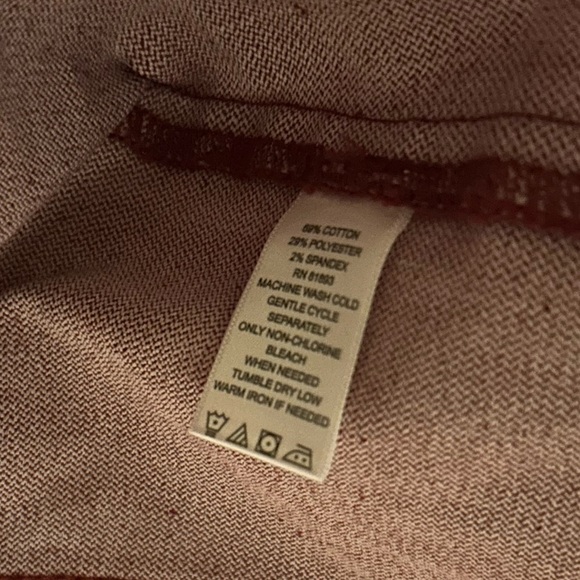 69% COTTON
29% POLYESTER
2% SPANDEX
RN 81893
MACHINE WASH COLD
GENTLE CYCLE
SEPARATELY
ONLY NON-CHLORINE
BLEACH
WHEN NEEDED
TUMBLE DRY LOW
WARM IRON IF NEEDED